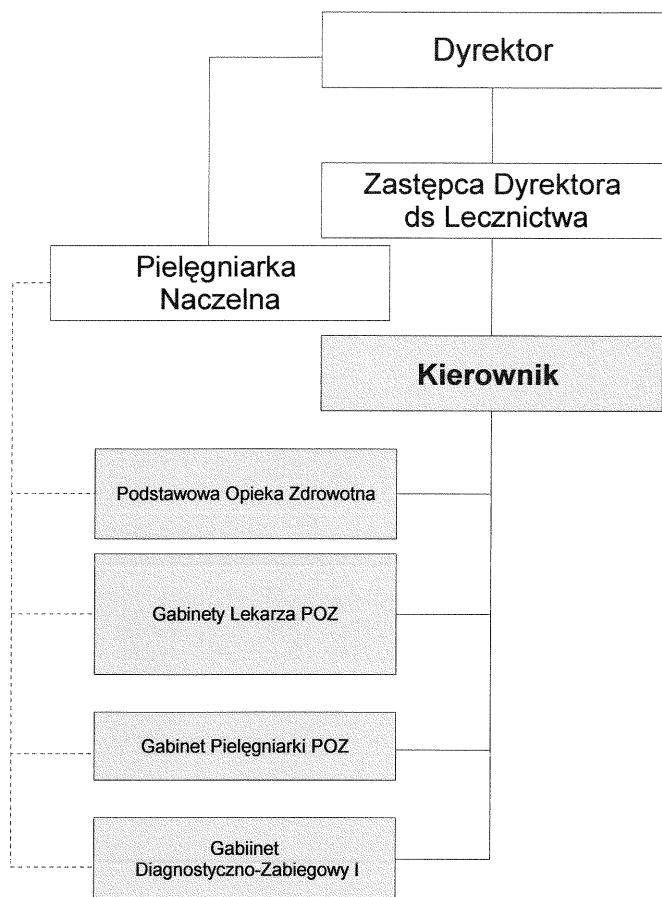 Dyrektor
Zastępca Dyrektora
ds Lecznictwa
Pielęgniarka
Naczelna
Kierownik
Podstawowa Opieka Zdrowotna
Gabinety Lekarza POZ
Gabinet Pielęgniarki POZ
Gabiinet
Diagnostyczno-Zabiegowy I